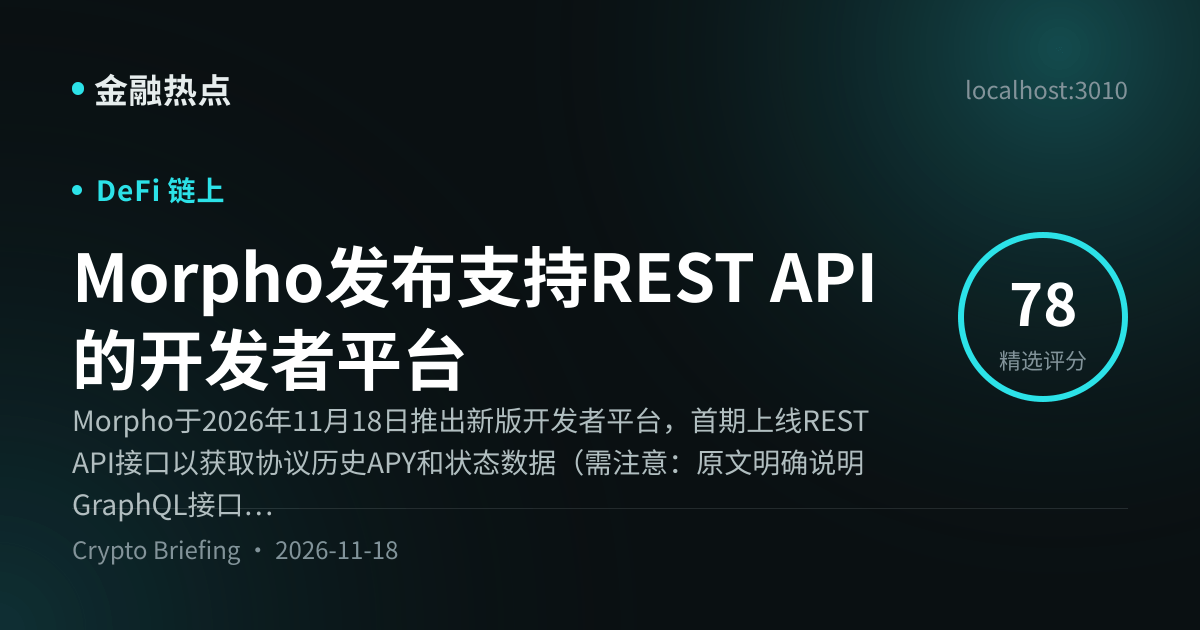 金融热点
localhost:3010
DeFi 链上
Morpho发布支持REST API
的开发者平台
78
精选评分
Morpho于2026年11月18日推出新版开发者平台，首期上线REST
API接口以获取协议历史APY和状态数据（需注意：原文明确说明
GraphQL接口…
Crypto Briefing · 2026-11-18